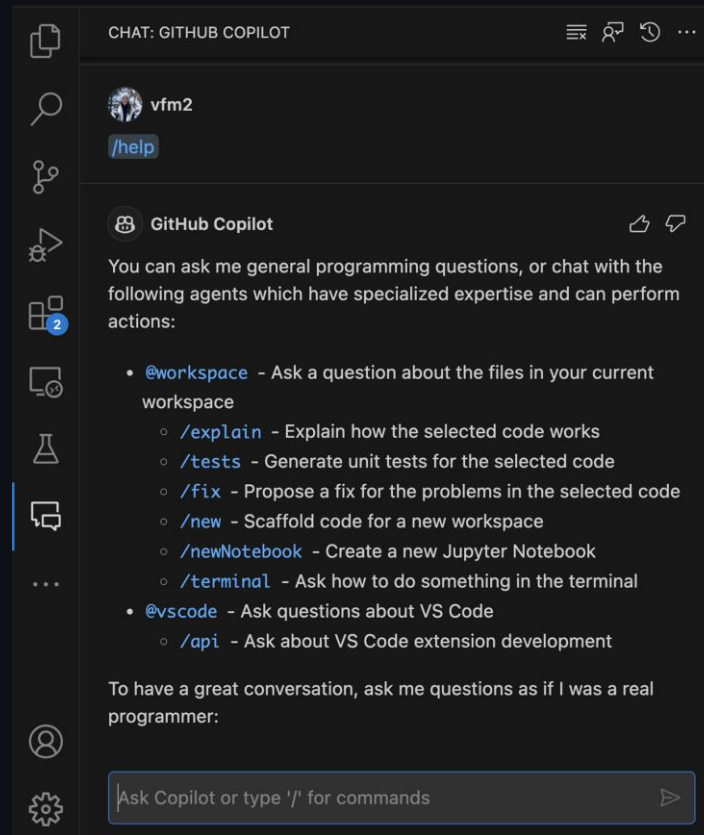 CHAT: GITHUB COPILOT
vfm2
/help
GitHub Copilot
You can ask me general programming questions, or chat with the
following agents which have specialized expertise and can perform
actions:
• @workspace - Ask a question about the files in your current
workspace
◦ /explain - Explain how the selected code works
◦ /tests - Generate unit tests for the selected code
◦ /fix - Propose a fix for the problems in the selected code
◦ /new - Scaffold code for a new workspace
◦ /newNotebook - Create a new Jupyter Notebook
◦ /terminal - Ask how to do something in the terminal
• @vscode - Ask questions about VS Code
◦ /api - Ask about VS Code extension development
To have a great conversation, ask me questions as if I was a real
programmer:
Ask Copilot or type '/' for commands
2